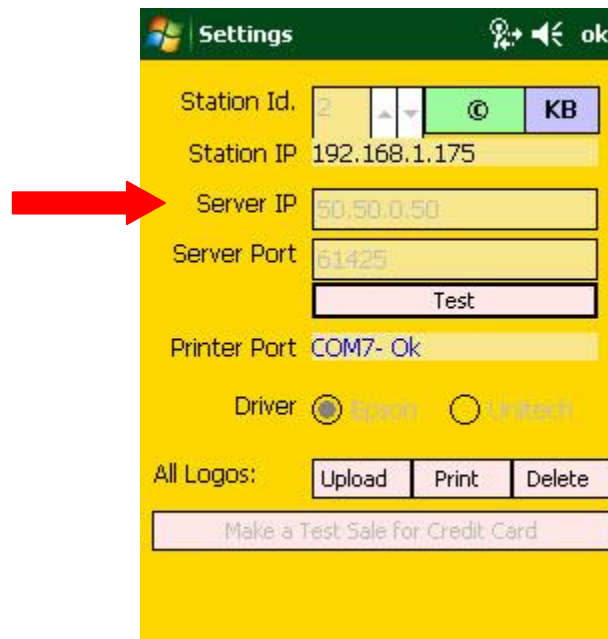 Settings ok
Station Id. 2 © KB
Station IP 192.168.1.175
Server IP 50.50.0.50
Server Port 61425
Test
Printer Port COM7- Ok
Driver Epson Unitech
All Logos: Upload Print Delete
Make a Test Sale for Credit Card